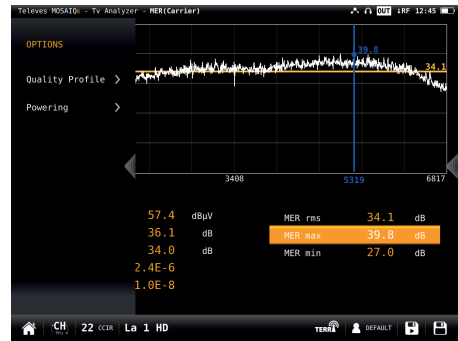 Televes MOSAIQ6 - Tv Analyzer - MER(Carrier) OUT RF 12:45
OPTIONS
Quality Profile >
Powering >
39.8
34.1
3408 5319 6817
57.4 dBµV
36.1 dB
34.0 dB
2.4E-6
1.0E-8
MER rms 34.1 dB
MER max 39.8 dB
MER min 27.0 dB
CH 22 CCIR La 1 HD TERRA DEFAULT